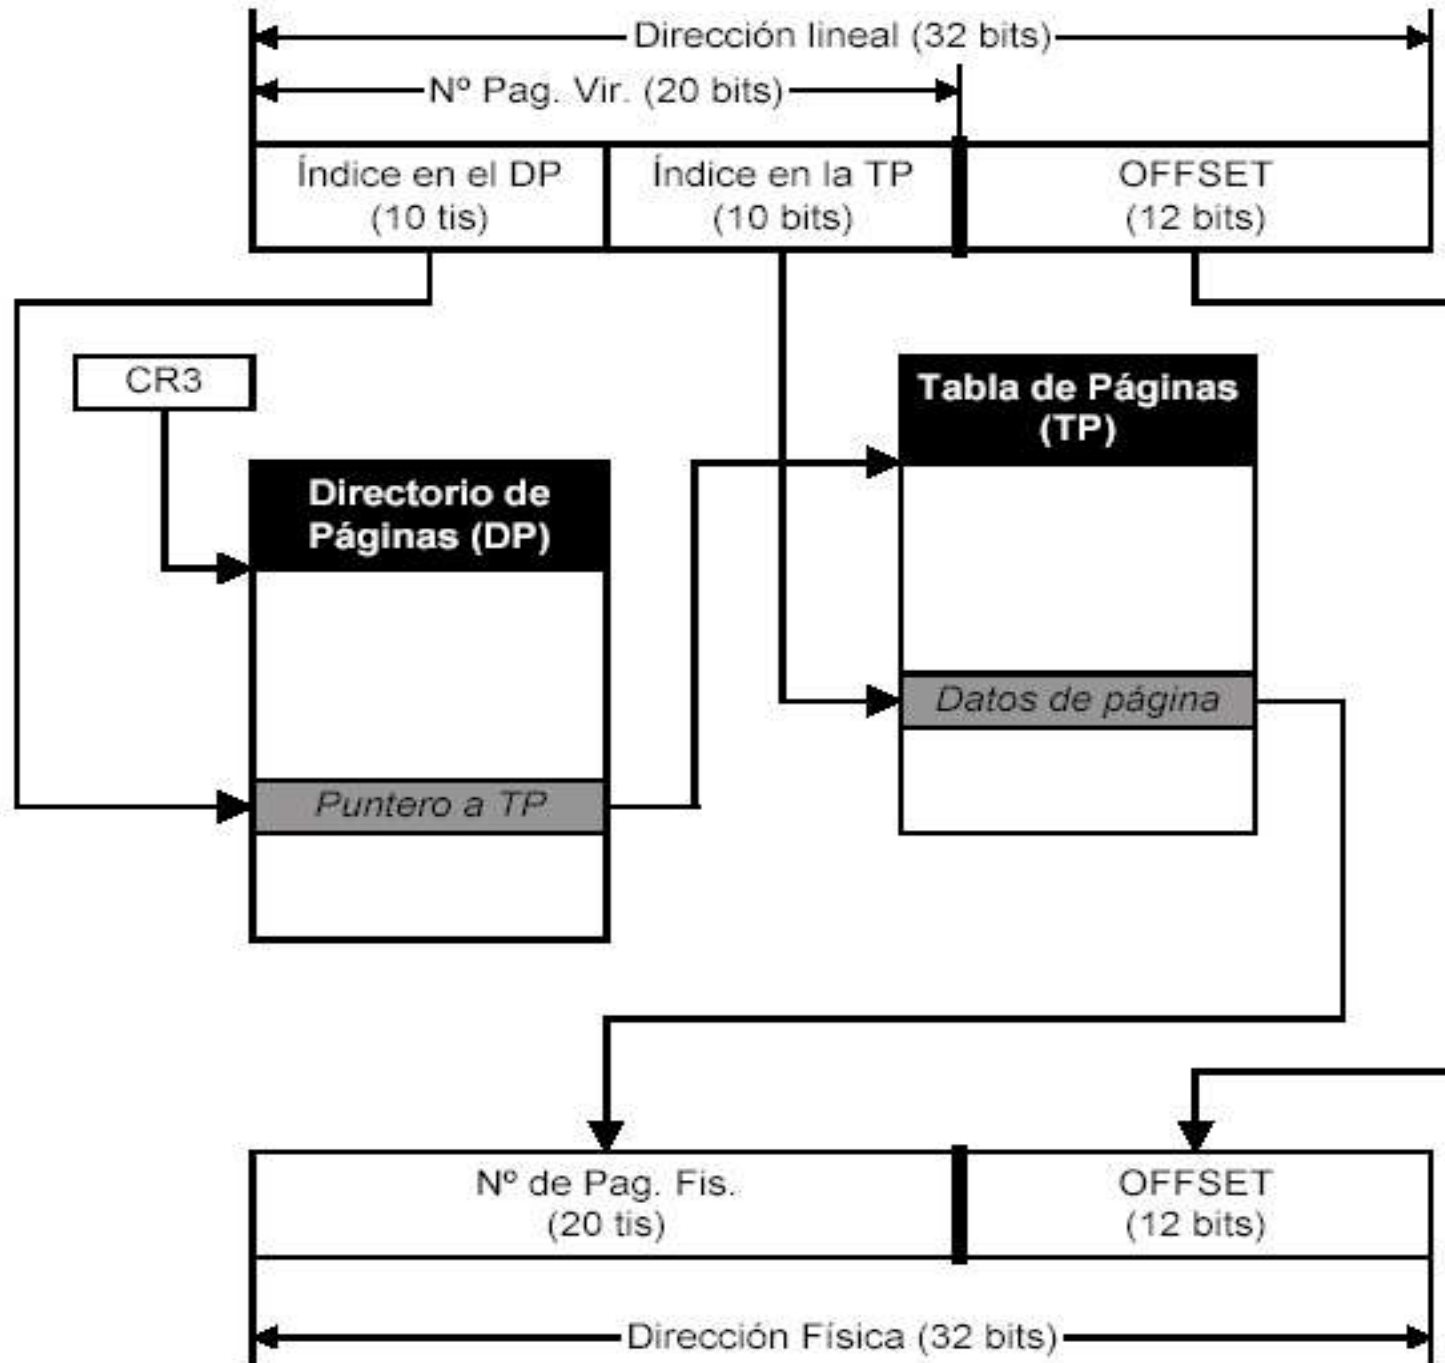 Dirección lineal (32 bits)
Nº Pag. Vir. (20 bits)
Índice en el DP
(10 tis)
Índice en la TP
(10 bits)
OFFSET
(12 bits)
CR3
Tabla de Páginas
(TP)
Directorio de
Páginas (DP)
Datos de página
Puntero a TP
Nº de Pag. Fis.
(20 tis)
OFFSET
(12 bits)
Dirección Física (32 bits)